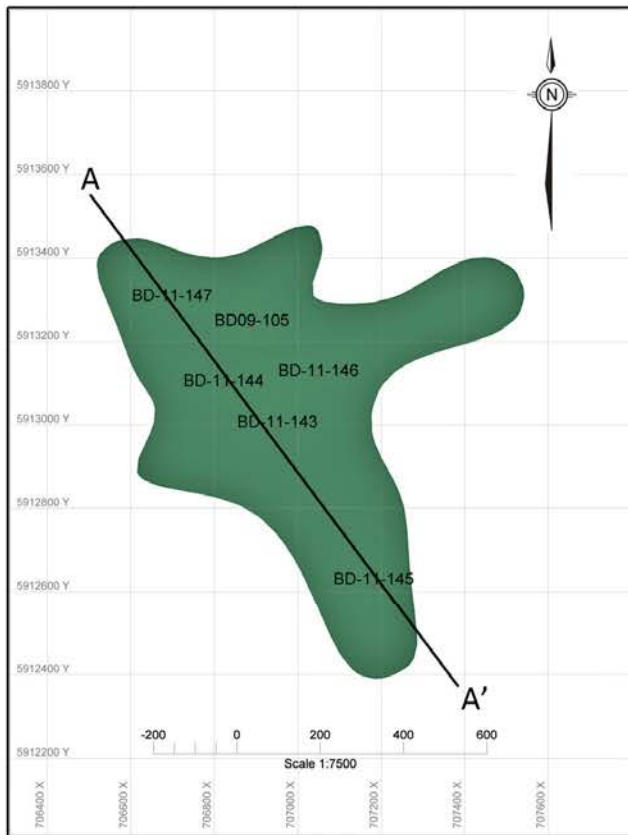 5913800 Y
N
5913600 Y
A
5913400 Y
BD-11-147
BD09-105
5913200 Y
BD-11-146
BD-11-144
5913000 Y
BD-11-143
5912800 Y
BD-11-145
5912600 Y
5912400 Y
A'
-200 0 200 400 600
5912200 Y
Scale 1:7500
706400 X
706600 X
706800 X
707000 X
707200 X
707400 X
707600 X